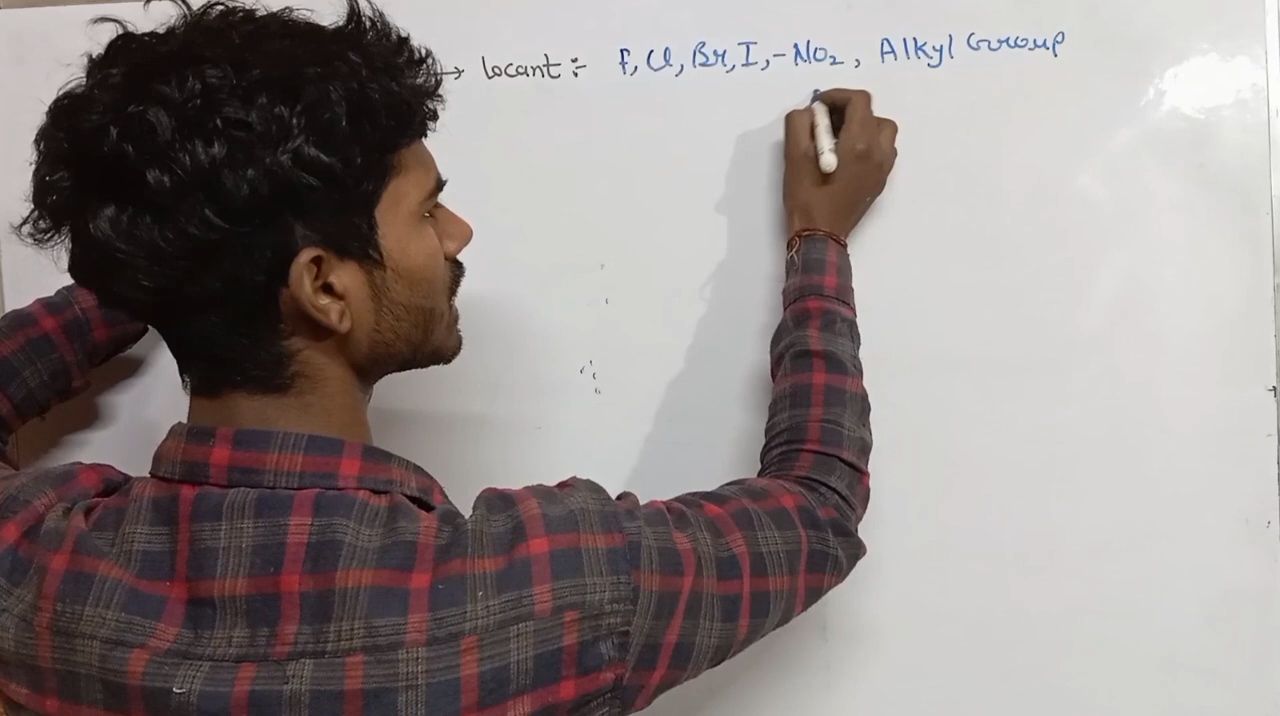 → locant :- F, Cl, Br, I, -NO₂, Alkyl Group